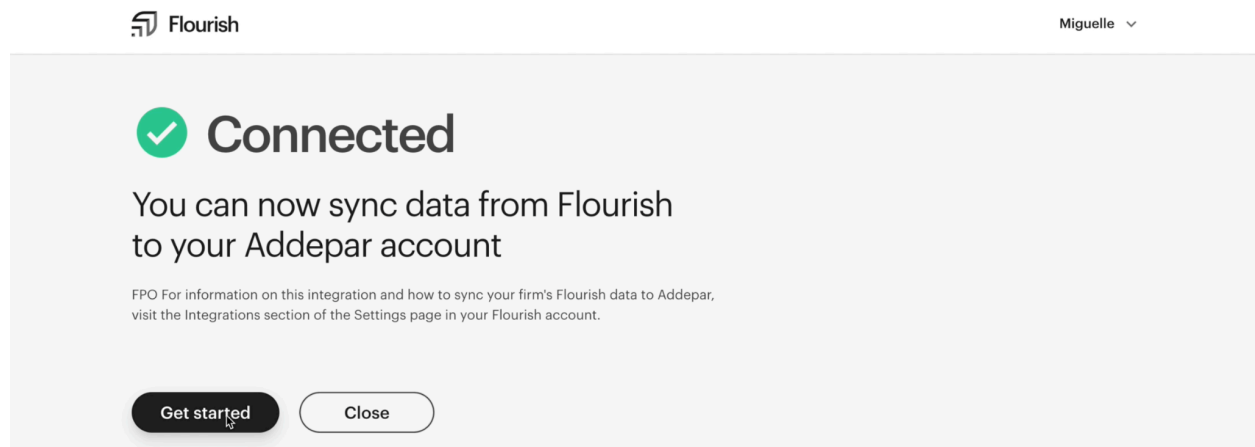 Flourish
Miguelle
Connected
You can now sync data from Flourish
to your Addepar account
FPO For information on this integration and how to sync your firm's Flourish data to Addepar,
visit the Integrations section of the Settings page in your Flourish account.
Get started
Close